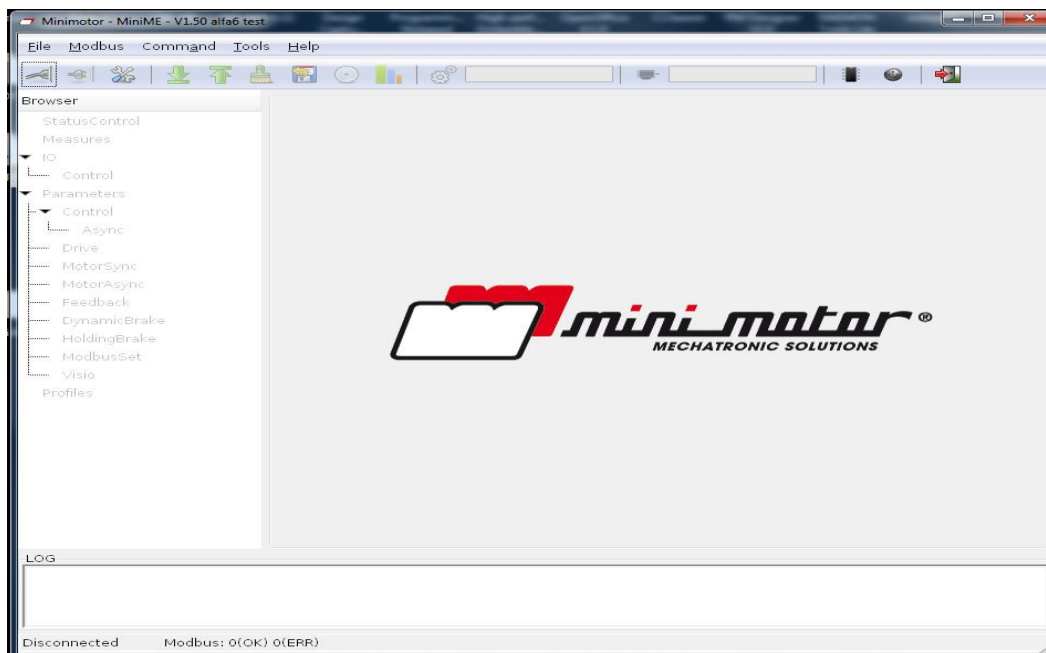 Minimotor - MiniME - V1.50 alfa6 test
File Modbus Command Tools Help
Browser
StatusControl
Measures
IO
Control
Parameters
Control
Async
Drive
MotorSync
MotorAsync
Feedback
DynamicBrake
HoldingBrake
ModbusSet
Visio
Profiles
mini motor ®
MECHATRONIC SOLUTIONS
LOG
Disconnected Modbus: 0(OK) 0(ERR)